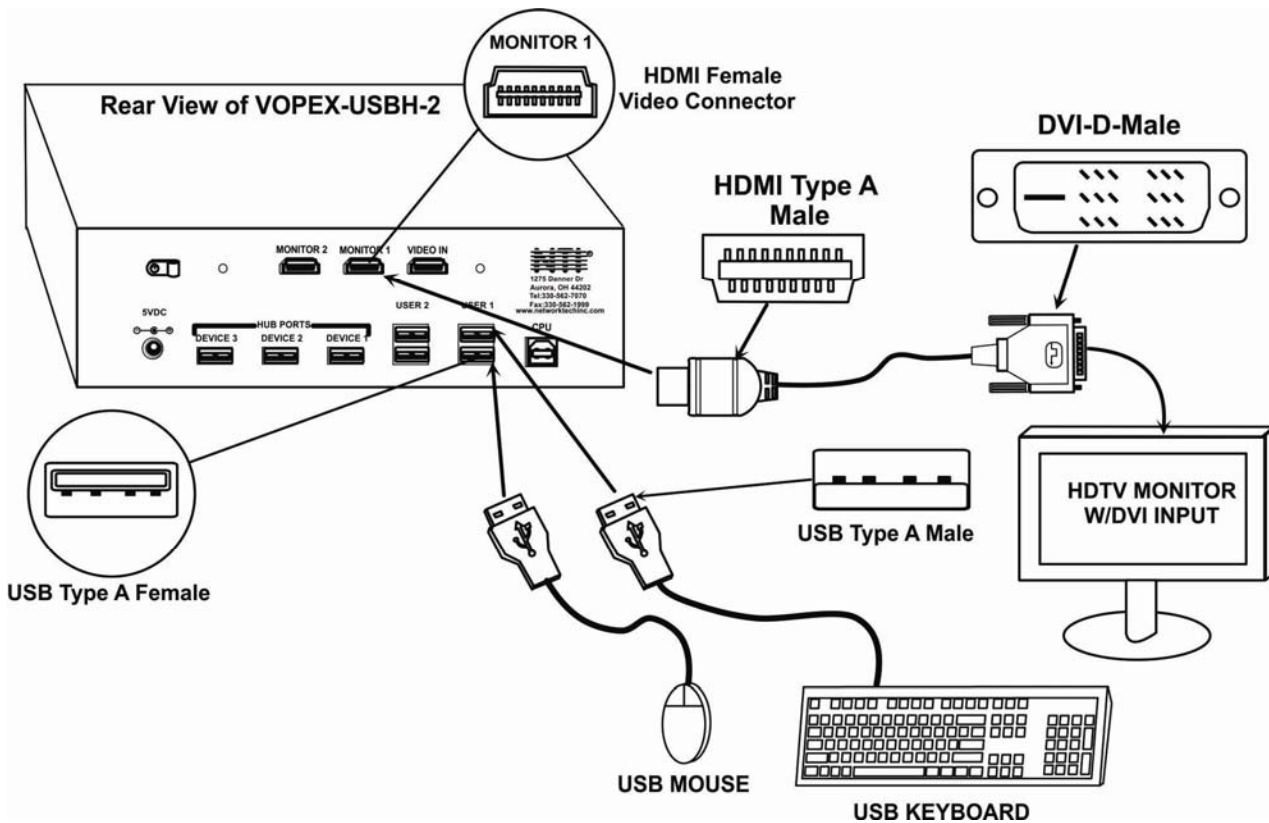 MONITOR 1
HDMI Female
Video Connector
Rear View of VOPEX-USBH-2
DVI-D-Male
HDMI Type A
Male
MONITOR 2
MONITOR 1
VIDEO IN
1275 Danner Dr
Aurora, OH 44202
Tel:330-562-7070
Fax:330-562-1999
www.networktechinc.com
5VDC
HUB PORTS
DEVICE 3
DEVICE 2
DEVICE 1
USER 2
USER 1
CPU
HDTV MONITOR
W/DVI INPUT
USB Type A Male
USB Type A Female
USB MOUSE
USB KEYBOARD